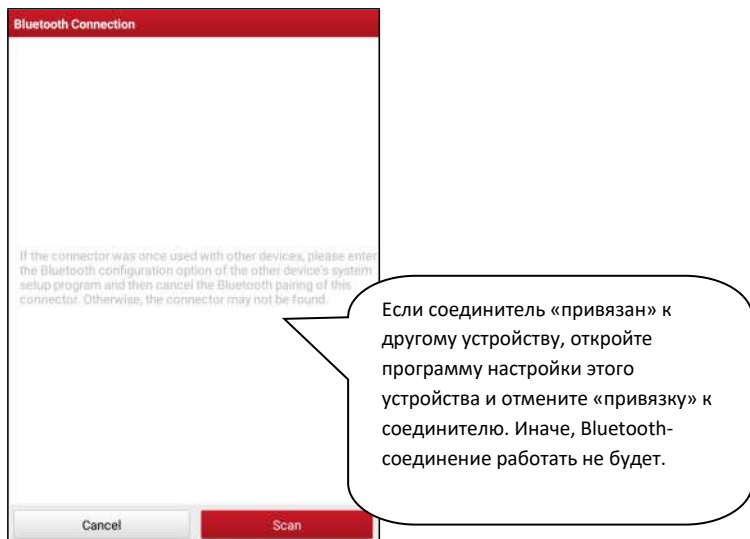 Bluetooth Connection
If the connector was once used with other devices, please enter
the Bluetooth configuration option of the other device's system
setup program and then cancel the Bluetooth pairing of this
connector. Otherwise, the connector may not be found.
Если соединитель «привязан» к
другому устройству, откройте
программу настройки этого
устройства и отмените «привязку» к
соединителю. Иначе, Bluetooth-
соединение работать не будет.
Cancel
Scan